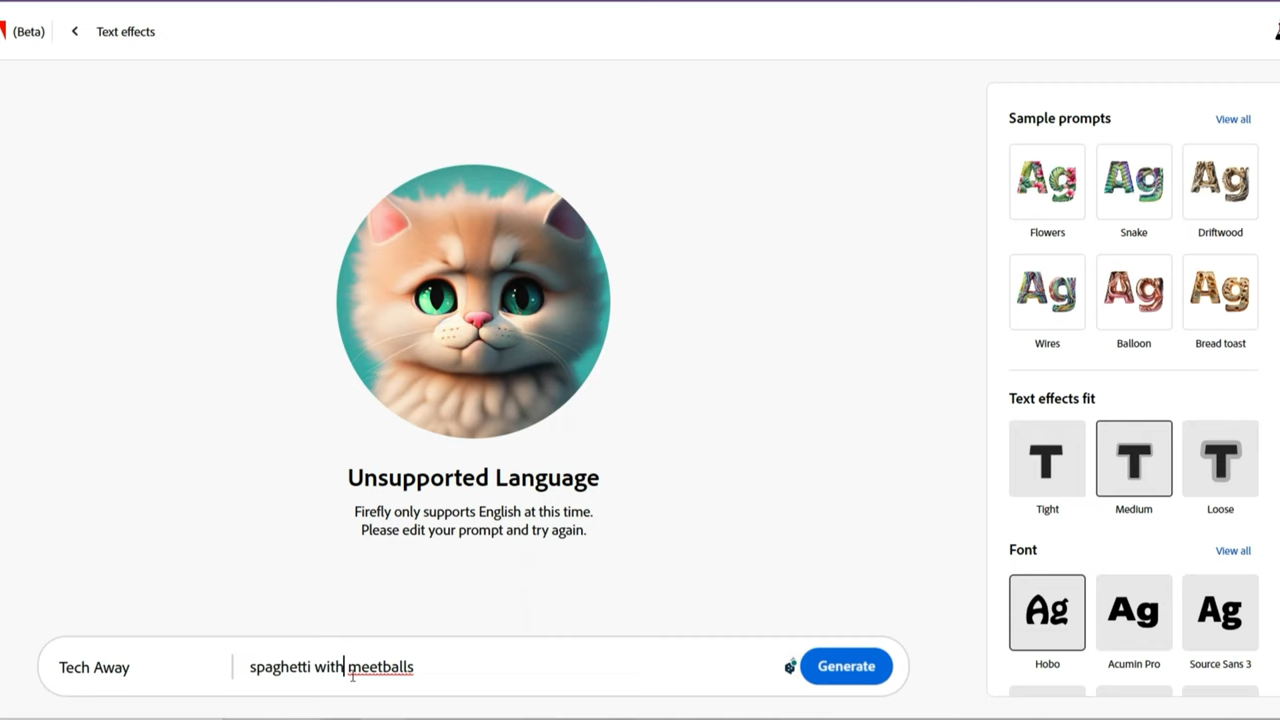 (Beta)
Text effects
Sample prompts
View all
Ag
Ag
Ag
Flowers
Snake
Driftwood
Ag
Ag
Ag
Wires
Balloon
Bread toast
Text effects fit
T
T
T
Tight
Medium
Loose
Font
View all
Ag
Ag
Ag
Hobo
Acumin Pro
Source Sans 3
Unsupported Language
Firefly only supports English at this time.
Please edit your prompt and try again.
Tech Away
spaghetti with meetballs
Generate